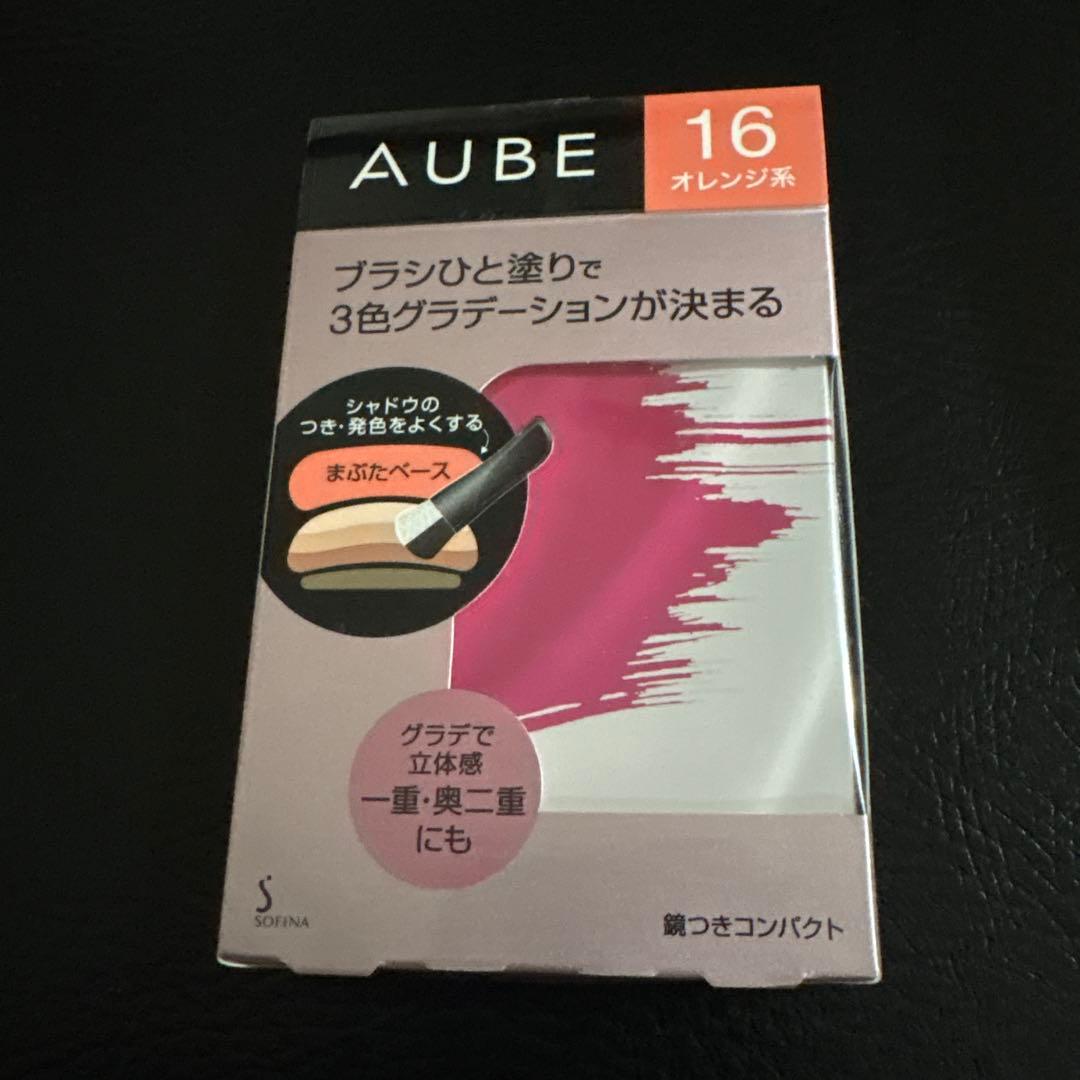 AUBE
16
オレンジ系
ブラシひと塗りで
3色グラデーションが決まる
シャドウの
つき・発色をよくする
まぶたベース
グラデで
立体感
一重・奥二重
にも
SOFINA
鏡つきコンパクト